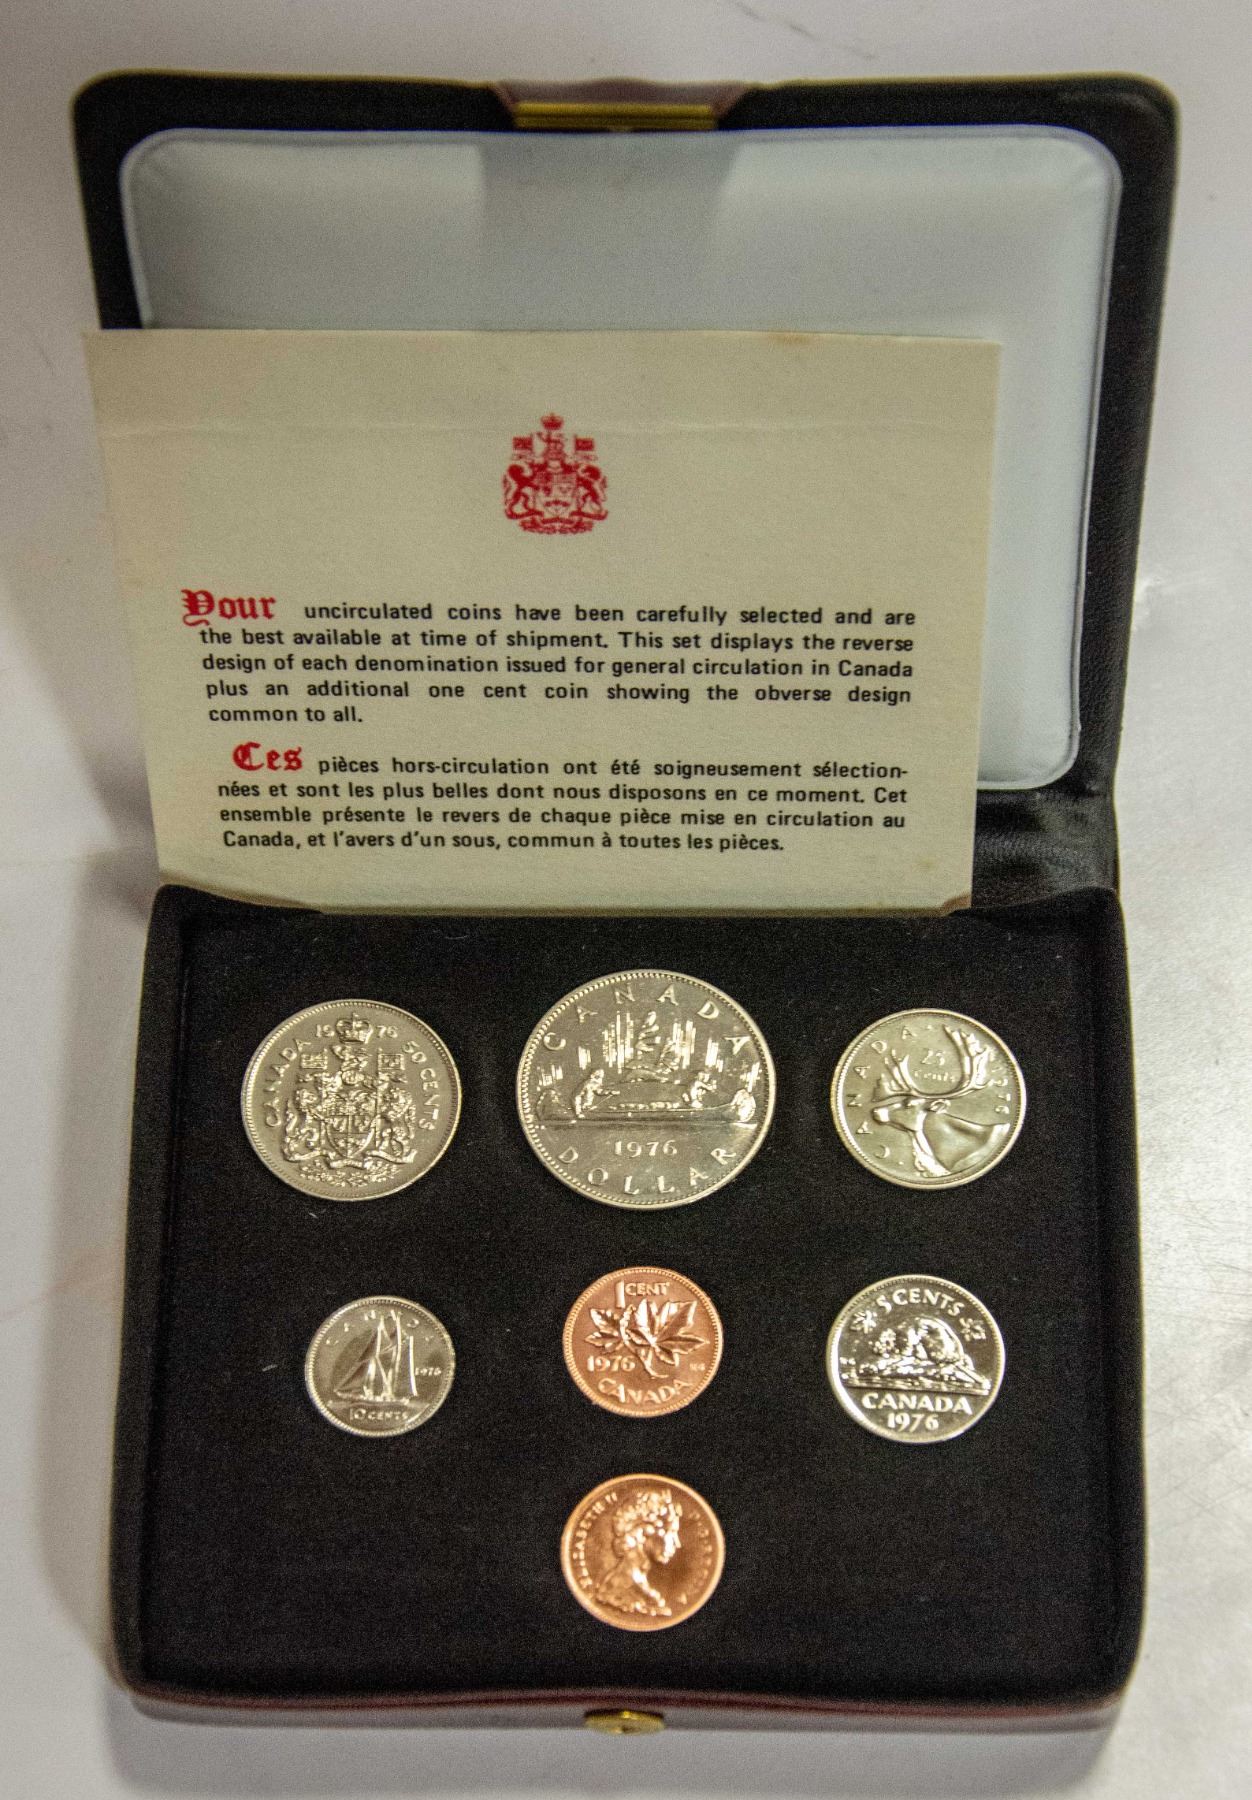 Your uncirculated coins have been carefully selected and are
the best available at time of shipment. This set displays the reverse
design of each denomination issued for general circulation in Canada
plus an additional one cent coin showing the obverse design
common to all.
Ces pièces hors-circulation ont été soigneusement sélection-
nées et sont les plus belles dont nous disposons en ce moment. Cet
ensemble présente le revers de chaque pièce mise en circulation au
Canada, et l'avers d'un sous, commun à toutes les pièces.
CANADA 1976 50 CENTS
CANADA
1976
DOLLAR
CANADA 1976
25
cents
CANADA
1976
10 CENTS
1 CENT
1976
CANADA
5 CENTS
CANADA
1976
ELIZABETH II